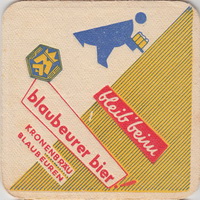 bleib' beim
blaubeurer bier
KRONENBRÄU
BLAUBEUREN